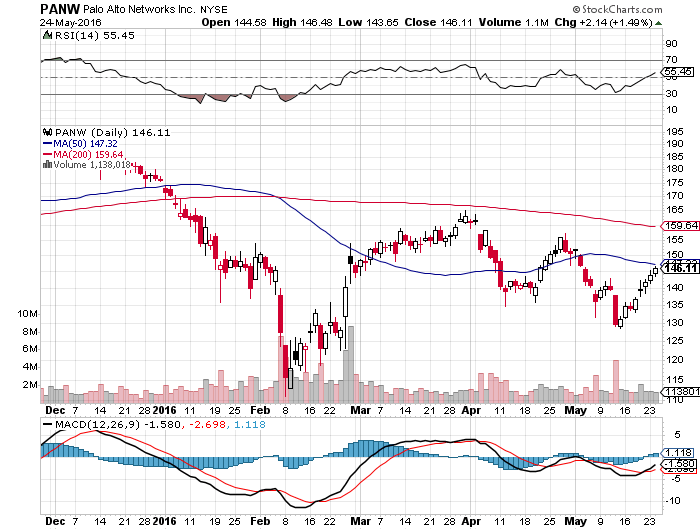 PANW Palo Alto Networks Inc. NYSE © StockCharts.com
24-May-2016 Open 144.58 High 146.48 Low 143.65 Close 146.11 Volume 1.1M Chg +2.14 (+1.49%)
RSI(14) 55.45
90
70
55.45
50
30
10
PANW (Daily) 146.11
MA(50) 147.32
MA(200) 159.64
Volume 1,138,018
195
190
185
180
175
170
165
159.64
155
150
146.11
140
135
130
125
120
115
113801
110
10M
8M
6M
4M
2M
Dec 7 14 21 28 2016 11 19 25 Feb 8 16 22 Mar 7 14 21 28 Apr 11 18 25 May 9 16 23
MACD(12,26,9) -1.580, -2.698, 1.118
5
1.118
-1.580
-5
-10
Dec 7 14 21 28 2016 11 19 25 Feb 8 16 22 Mar 7 14 21 28 Apr 11 18 25 May 9 16 23